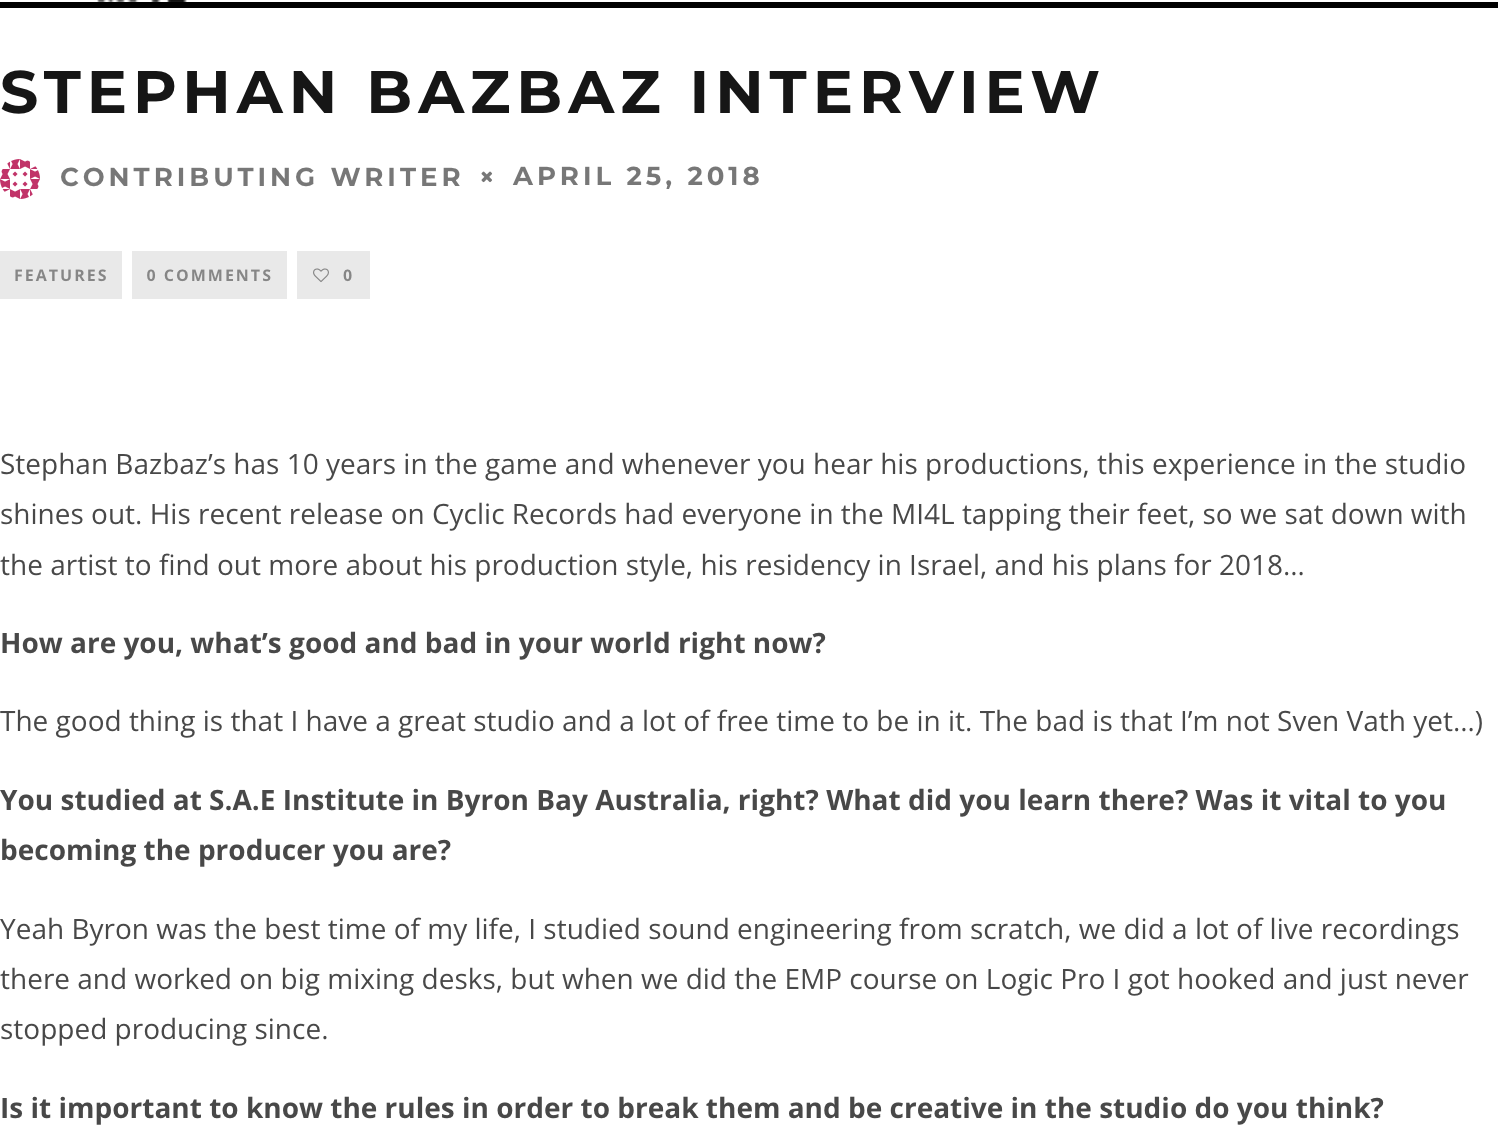 STEPHAN BAZBAZ INTERVIEW
CONTRIBUTING WRITER × APRIL 25, 2018
FEATURES 0 COMMENTS ♡ 0
Stephan Bazbaz’s has 10 years in the game and whenever you hear his productions, this experience in the studio
shines out. His recent release on Cyclic Records had everyone in the MI4L tapping their feet, so we sat down with
the artist to find out more about his production style, his residency in Israel, and his plans for 2018…
How are you, what’s good and bad in your world right now?
The good thing is that I have a great studio and a lot of free time to be in it. The bad is that I’m not Sven Vath yet…)
You studied at S.A.E Institute in Byron Bay Australia, right? What did you learn there? Was it vital to you
becoming the producer you are?
Yeah Byron was the best time of my life, I studied sound engineering from scratch, we did a lot of live recordings
there and worked on big mixing desks, but when we did the EMP course on Logic Pro I got hooked and just never
stopped producing since.
Is it important to know the rules in order to break them and be creative in the studio do you think?